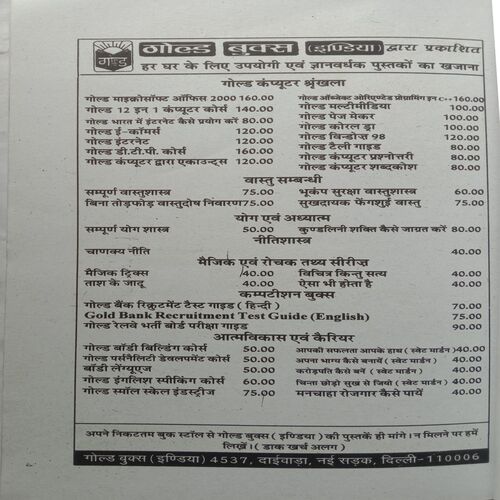 गोल्ड
गोल्ड बुक्स (इण्डिया) द्वारा प्रकाशित
हर घर के लिए उपयोगी एवं ज्ञानवर्धक पुस्तकों का खजाना
गोल्ड कंप्यूटर श्रृंखला
गोल्ड माइक्रोसॉफ्ट ऑफिस 2000 160.00 गोल्ड ऑब्जेक्ट ओरिएण्टेड प्रोग्रामिंग इन C++ 160.00
गोल्ड 12 इन 1 कंप्यूटर कोर्स 140.00 गोल्ड मल्टीमीडिया 100.00
गोल्ड भारत में इंटरनेट कैसे प्रयोग करें 80.00 गोल्ड पेज मेकर 100.00
गोल्ड ई-कॉमर्स 120.00 गोल्ड कोरल ड्रा 100.00
गोल्ड इंटरनेट 120.00 गोल्ड विन्डोज़ 98 120.00
गोल्ड डी.टी.पी. कोर्स 160.00 गोल्ड टैली गाइड 80.00
गोल्ड कंप्यूटर द्वारा एकाउण्ट्स 120.00 गोल्ड कंप्यूटर प्रश्नोत्तरी 80.00
गोल्ड कंप्यूटर शब्दकोश 80.00
वास्तु सम्बन्धी
सम्पूर्ण वास्तुशास्त्र 75.00 भूकंप सुरक्षा वास्तुशास्त्र 60.00
बिना तोड़फोड़ वास्तुदोष निवारण 75.00 सुखदायक फेंगशुई वास्तु 75.00
योग एवं अध्यात्म
सम्पूर्ण योग शास्त्र 50.00 कुण्डलिनी शक्ति कैसे जाग्रत करें 80.00
नीतिशास्त्र
चाणक्य नीति 40.00
मैजिक एवं रोचक तथ्य सीरीज़
मैजिक ट्रिक्स 40.00 विचित्र किन्तु सत्य 40.00
ताश के जादू 40.00 ऐसा भी होता है 40.00
कम्पटीशन बुक्स
गोल्ड बैंक रिक्रूटमेंट टैस्ट गाइड (हिन्दी) 70.00
Gold Bank Recruitment Test Guide (English) 75.00
गोल्ड रेलवे भर्ती बोर्ड परीक्षा गाइड 90.00
आत्मविकास एवं कैरियर
गोल्ड बॉडी बिल्डिंग कोर्स 50.00 आपकी सफलता आपके हाथ (स्वेट मार्डन) 40.00
गोल्ड पर्सनैलिटी डेवलपमेंट कोर्स 50.00 अपना भाग्य कैसे बनायें (स्वेट मार्डन) 40.00
बॉडी लेंग्यूएज 50.00 करोड़पति कैसे बनें (स्वेट मार्डन) 40.00
गोल्ड इंगलिश स्पीकिंग कोर्स 60.00 चिन्ता छोड़ो सुख से जियो (स्वेट मार्डन) 40.00
गोल्ड स्मॉल स्केल इंडस्ट्रीज 75.00 मनचाहा रोजगार कैसे पायें 40.00
अपने निकटतम बुक स्टॉल से गोल्ड बुक्स (इण्डिया) की पुस्तकें ही मांगे। न मिलने पर हमें
लिखें। (डाक खर्च अलग)
गोल्ड बुक्स (इण्डिया) 4537, दाईवाड़ा, नई सड़क, दिल्ली-110006